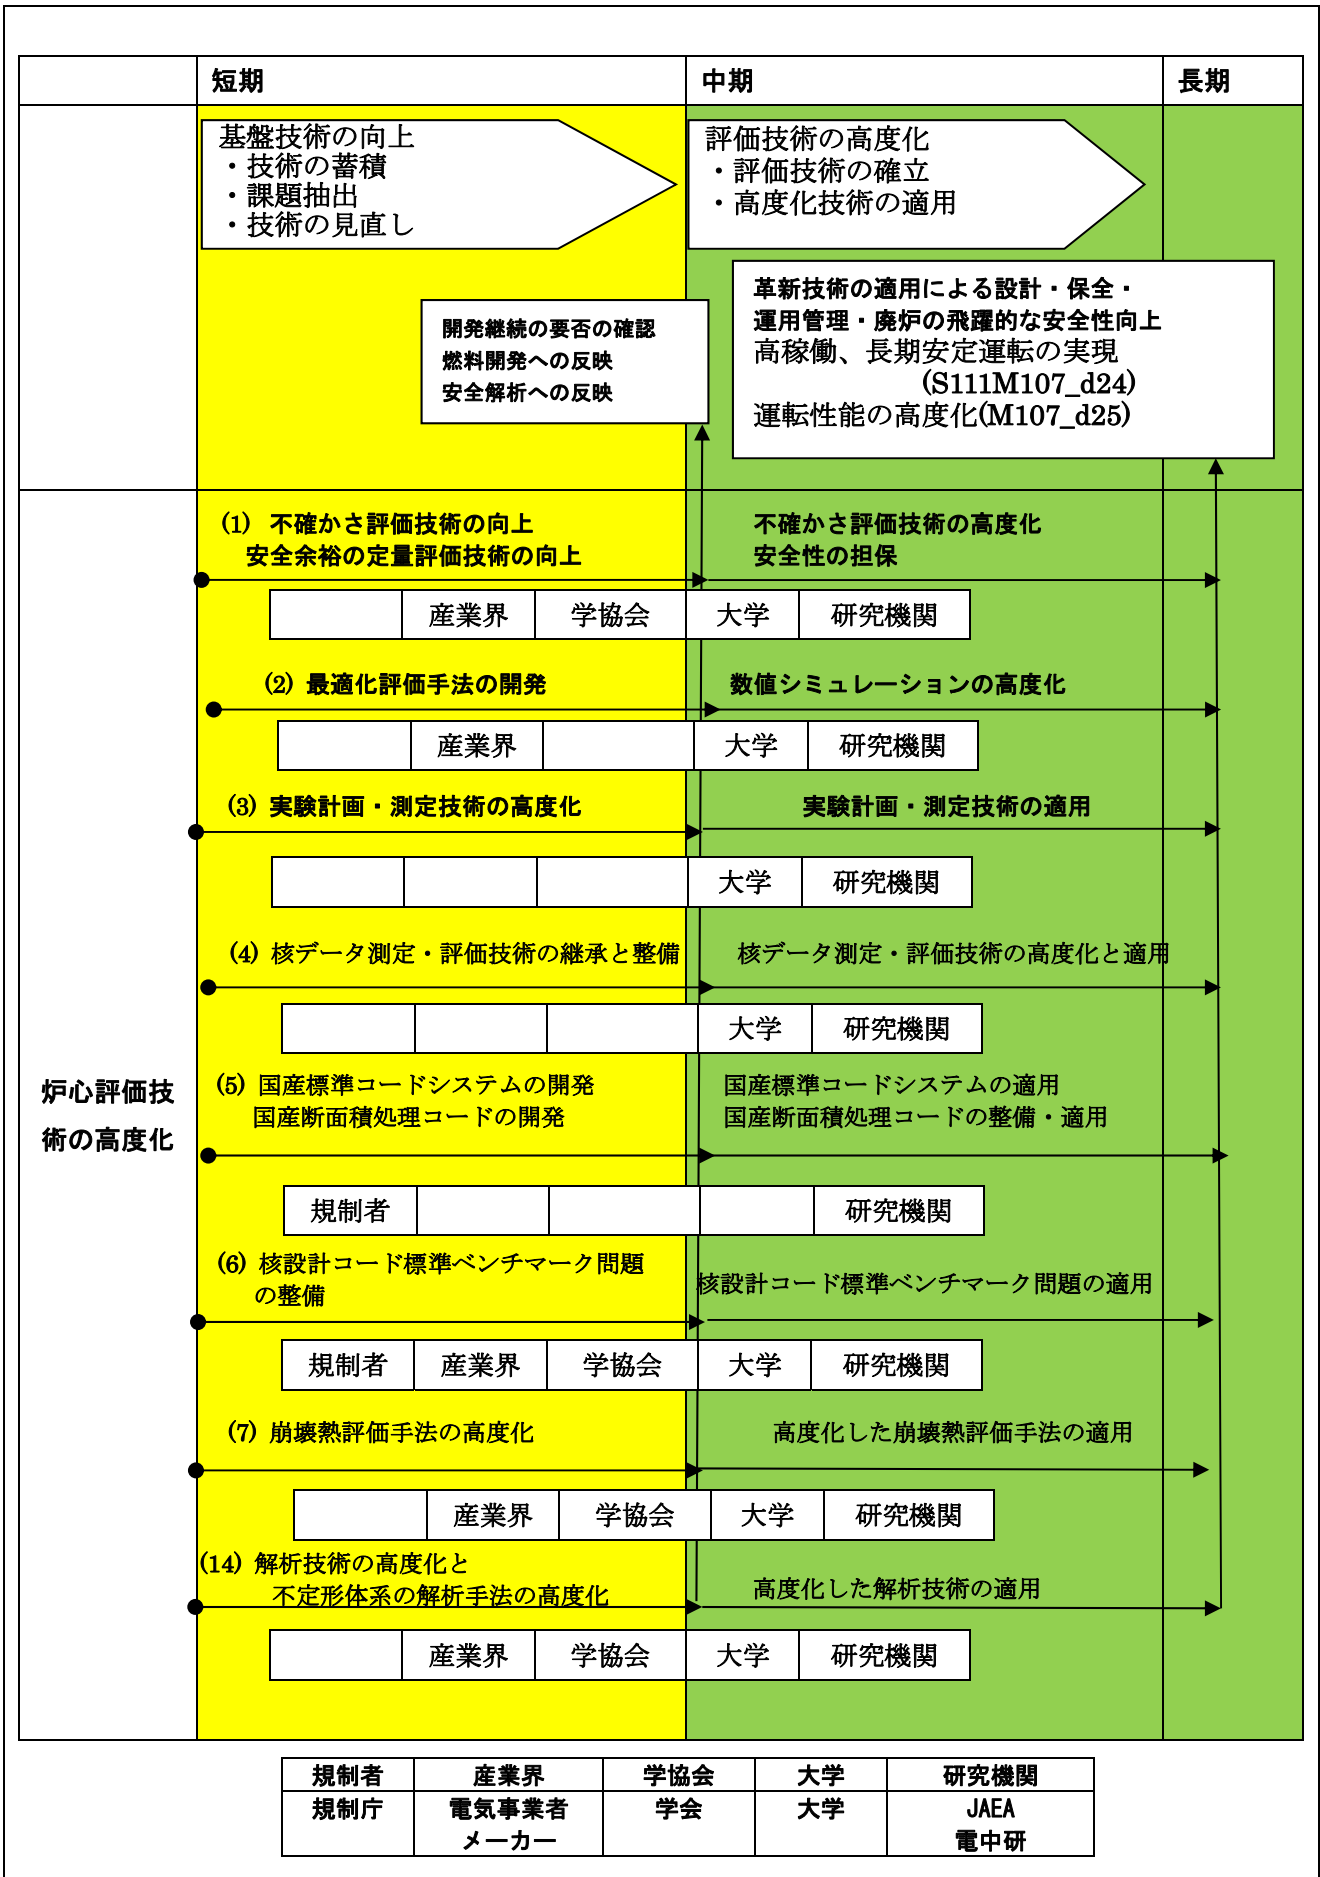 短期
中期
長期
基盤技術の向上
・技術の蓄積
・課題抽出
・技術の見直し
評価技術の高度化
・評価技術の確立
・高度化技術の適用
開発継続の要否の確認
燃料開発への反映
安全解析への反映
革新技術の適用による設計・保全・
運用管理・廃炉の飛躍的な安全性向上
高稼働、長期安定運転の実現
(S111M107_d24)
運転性能の高度化(M107_d25)
炉心評価技
術の高度化
(1) 不確かさ評価技術の向上
安全余裕の定量評価技術の向上
不確かさ評価技術の高度化
安全性の担保
産業界 学協会 大学 研究機関
(2) 最適化評価手法の開発
数値シミュレーションの高度化
産業界 大学 研究機関
(3) 実験計画・測定技術の高度化
実験計画・測定技術の適用
大学 研究機関
(4) 核データ測定・評価技術の継承と整備
核データ測定・評価技術の高度化と適用
大学 研究機関
(5) 国産標準コードシステムの開発
国産断面積処理コードの開発
国産標準コードシステムの適用
国産断面積処理コードの整備・適用
規制者 研究機関
(6) 核設計コード標準ベンチマーク問題
の整備
核設計コード標準ベンチマーク問題の適用
規制者 産業界 学協会 大学 研究機関
(7) 崩壊熱評価手法の高度化
高度化した崩壊熱評価手法の適用
産業界 学協会 大学 研究機関
(14) 解析技術の高度化と
不定形体系の解析手法の高度化
高度化した解析技術の適用
産業界 学協会 大学 研究機関
規制者 産業界 学協会 大学 研究機関
規制庁 電気事業者 学会 大学 JAEA
メーカー 電中研